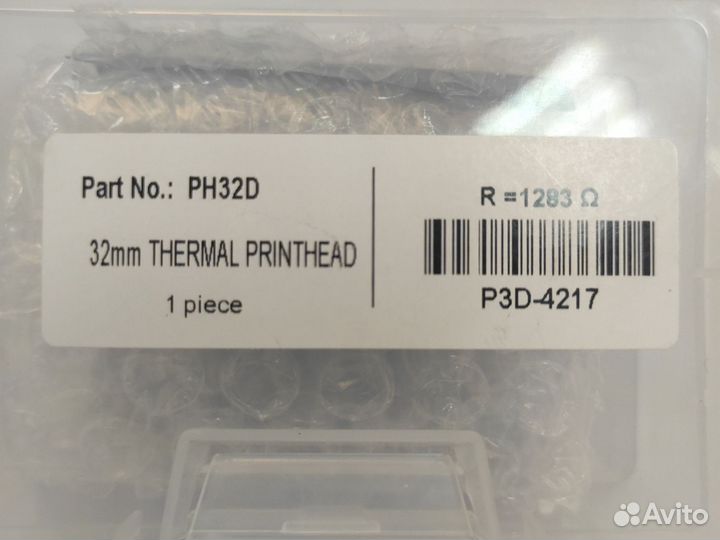 Part No.: PH32D
32mm THERMAL PRINTHEAD
1 piece
R =1283 Ω
P3D-4217
Avito